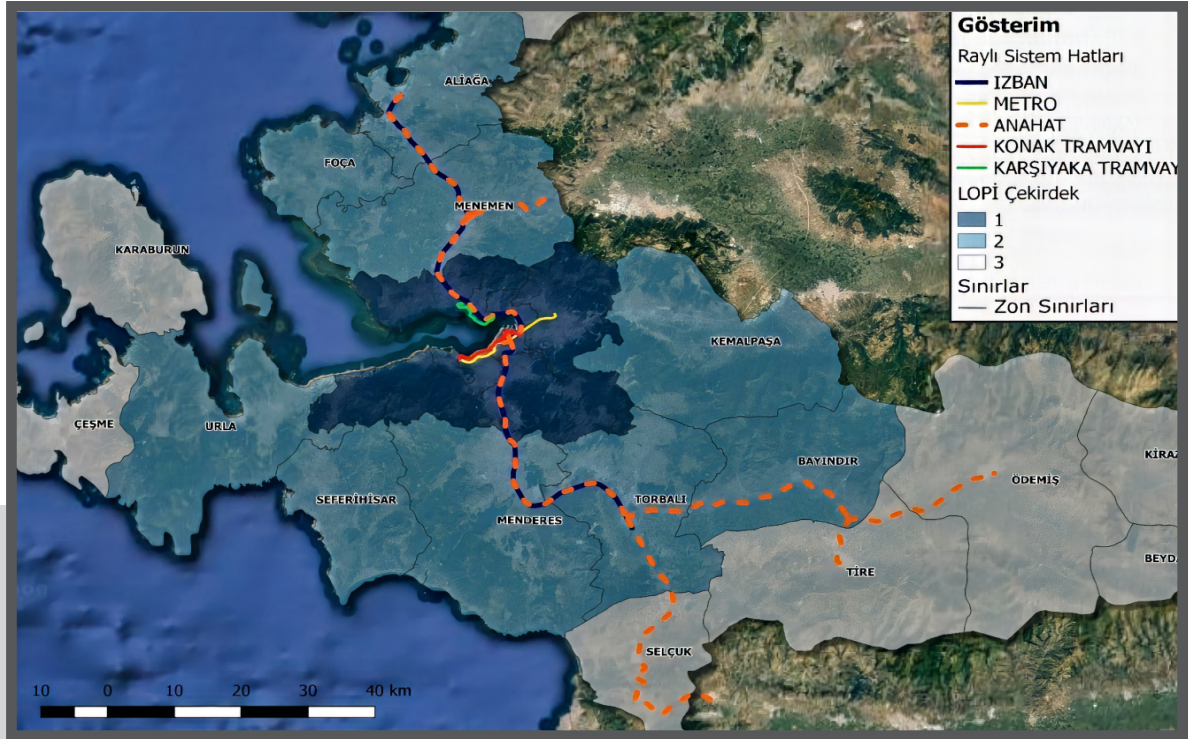 Gösterim
Raylı Sistem Hatları
IZBAN
METRO
ANAHAT
KONAK TRAMVAYI
KARŞIYAKA TRAMVAY
LOPİ Çekirdek
1
2
3
Sınırlar
Zon Sınırları
ALİAĞA
FOÇA
MENEMEN
KARABURUN
KEMALPAŞA
ÇEŞME
URLA
BAYINDIR
KİRAZ
ÖDEMİŞ
SEFERİHİSAR
TORBALI
MENDERES
BEYDA
TİRE
SELÇUK
10 0 10 20 30 40 km